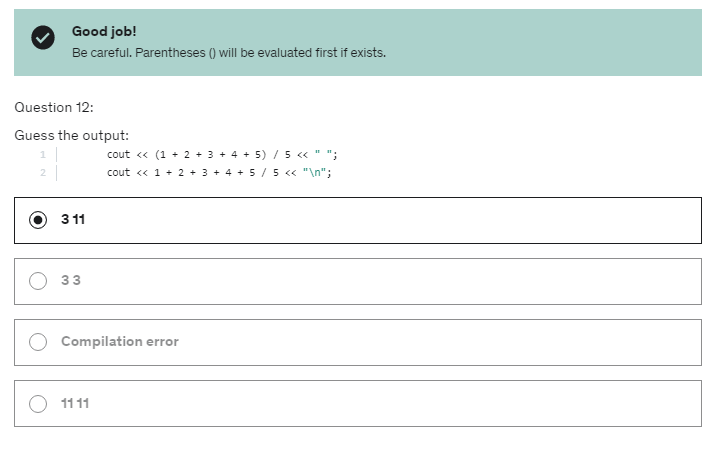 Good job!
Be careful. Parentheses () will be evaluated first if exists.
Question 12:
Guess the output:
1 cout << (1 + 2 + 3 + 4 + 5) / 5 << " ";
2 cout << 1 + 2 + 3 + 4 + 5 / 5 << "\n";
3 11
3 3
Compilation error
11 11